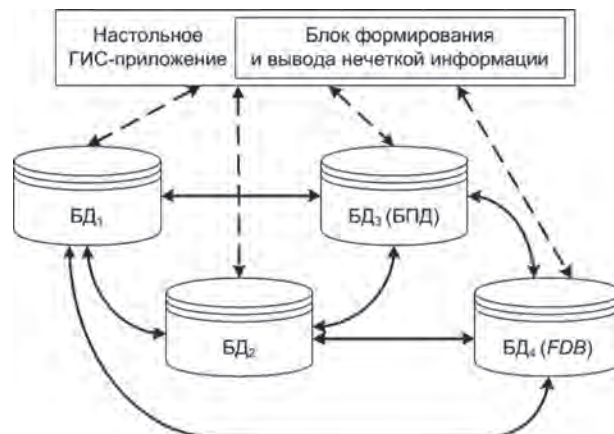 Настольное
ГИС-приложение
Блок формирования
и вывода нечеткой информации
БД₁
БД₃ (БПД)
БД₂
БД₄ (FDB)